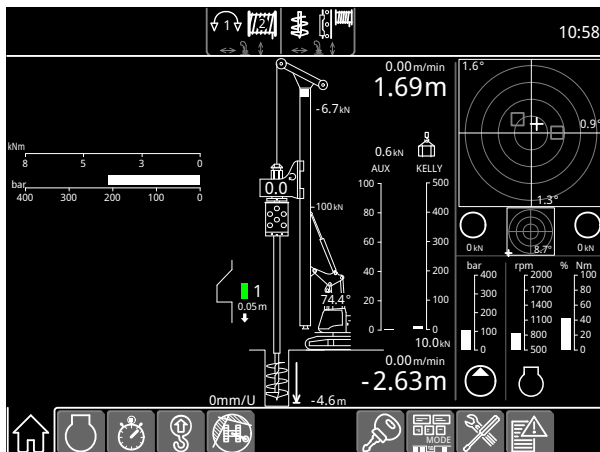 1 2
10:58
0.00 m/min
1.69m
1.6°
0.9°
1.3°
-6.7kN
kNm
8 5 3 0
bar
400 300 200 100 0
0.0
0.6kN
AUX KELLY
100 80 60 40 20 0
500 400 300 200 100 0
10.0kN
100kN
74.4°
0kN 8.7° 0kN
bar rpm % Nm
400 300 200 100 0
2000 1700 1400 1100 800 500
100 80 60 40 20 0
1
0.05m
0.00 m/min
-2.63m
0mm/U
-4.6m
MODE